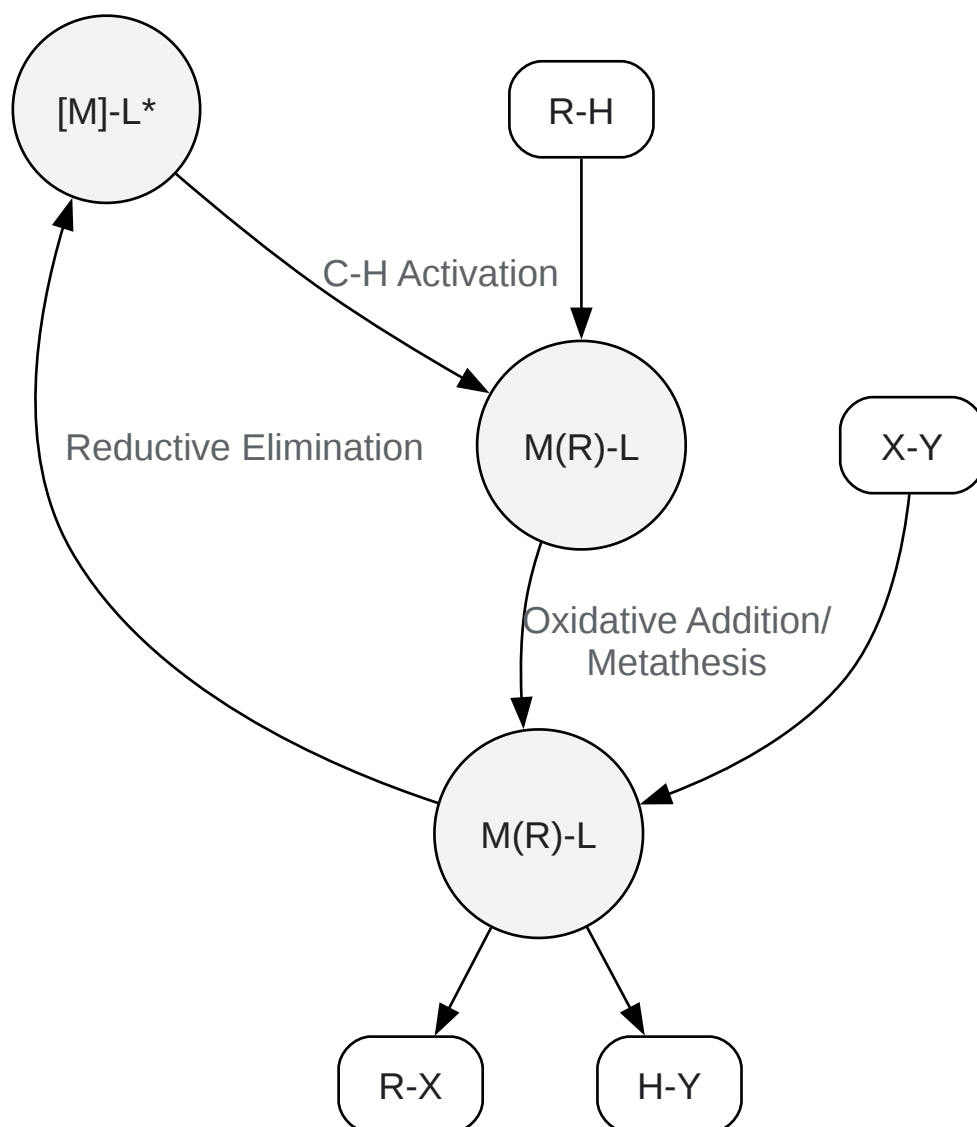 [M]-L*
R-H
C-H Activation
Reductive Elimination
M(R)-L
X-Y
Oxidative Addition/
Metathesis
M(R)-L
R-X
H-Y